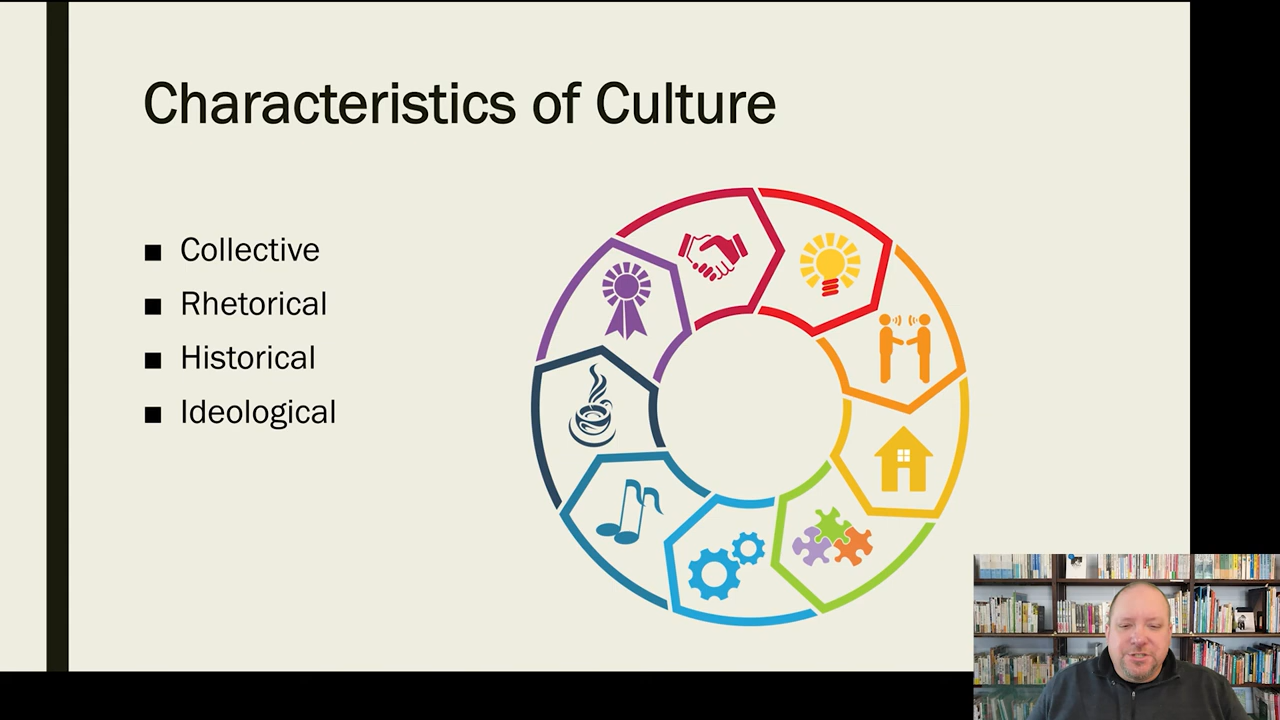 Characteristics of Culture
■ Collective
■ Rhetorical
■ Historical
■ Ideological